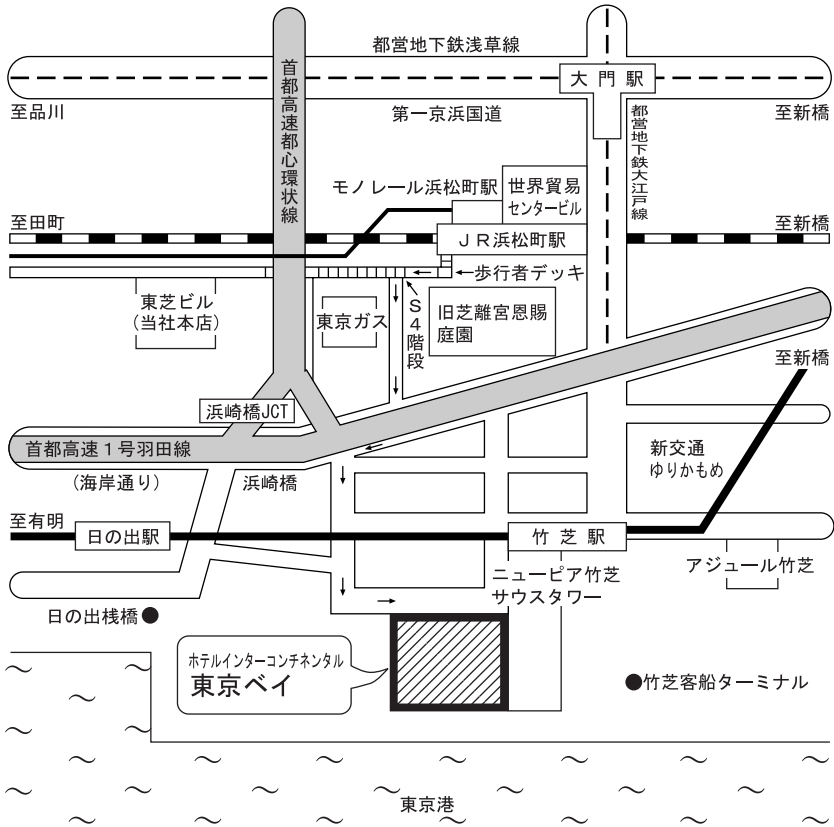 都営地下鉄浅草線
大門駅
首都高速都心環状線
至品川
第一京浜国道
都営地下鉄大江戸線
至新橋
モノレール浜松町駅
世界貿易
センタービル
至田町
JR浜松町駅
至新橋
歩行者デッキ
東芝ビル
(当社本店)
東京ガス
S4階段
旧芝離宮恩賜
庭園
至新橋
浜崎橋JCT
首都高速1号羽田線
(海岸通り)
浜崎橋
新交通
ゆりかもめ
至有明
日の出駅
竹芝駅
ニューピア竹芝
サウスタワー
アジュール竹芝
日の出桟橋
ホテルインターコンチネンタル
東京ベイ
竹芝客船ターミナル
東京港